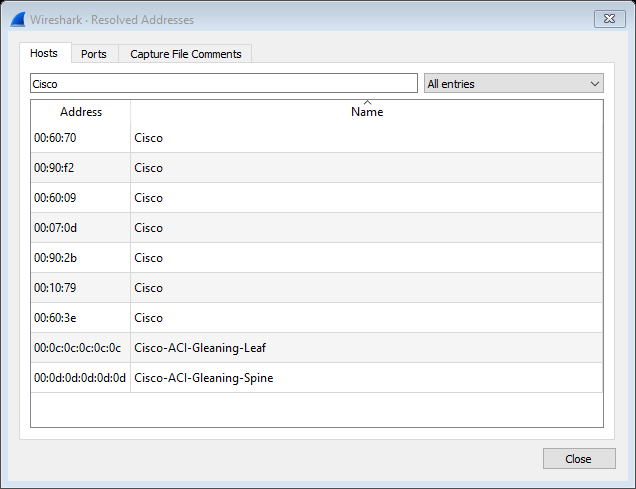 Wireshark · Resolved Addresses
Hosts Ports Capture File Comments
Cisco All entries
Address Name
00:60:70 Cisco
00:90:f2 Cisco
00:60:09 Cisco
00:07:0d Cisco
00:90:2b Cisco
00:10:79 Cisco
00:60:3e Cisco
00:0c:0c:0c:0c:0c Cisco-ACI-Gleaning-Leaf
00:0d:0d:0d:0d:0d Cisco-ACI-Gleaning-Spine
Close